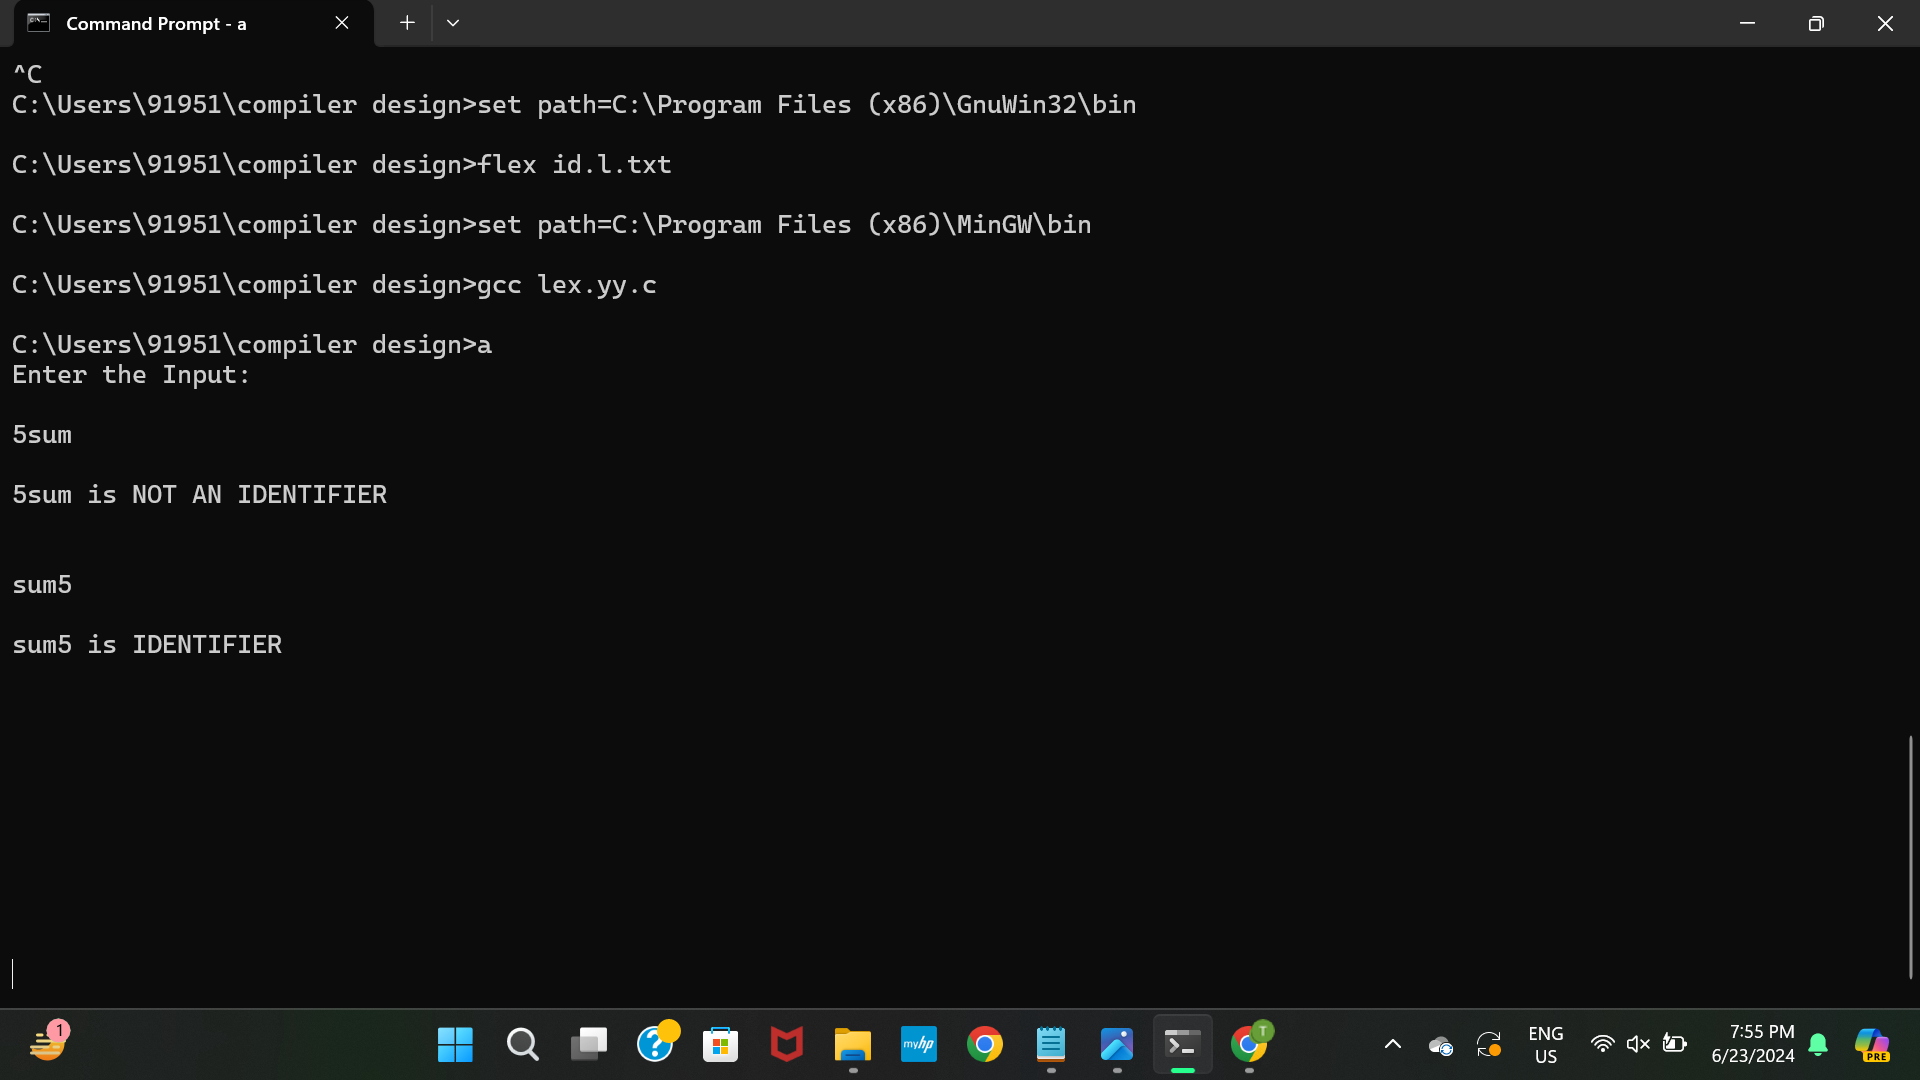 Command Prompt - a
^C
C:\Users\91951\compiler design>set path=C:\Program Files (x86)\GnuWin32\bin
C:\Users\91951\compiler design>flex id.l.txt
C:\Users\91951\compiler design>set path=C:\Program Files (x86)\MinGW\bin
C:\Users\91951\compiler design>gcc lex.yy.c
C:\Users\91951\compiler design>a
Enter the Input:
5sum
5sum is NOT AN IDENTIFIER
sum5
sum5 is IDENTIFIER
1
myhp
T
ENG
US
7:55 PM
6/23/2024
PRE